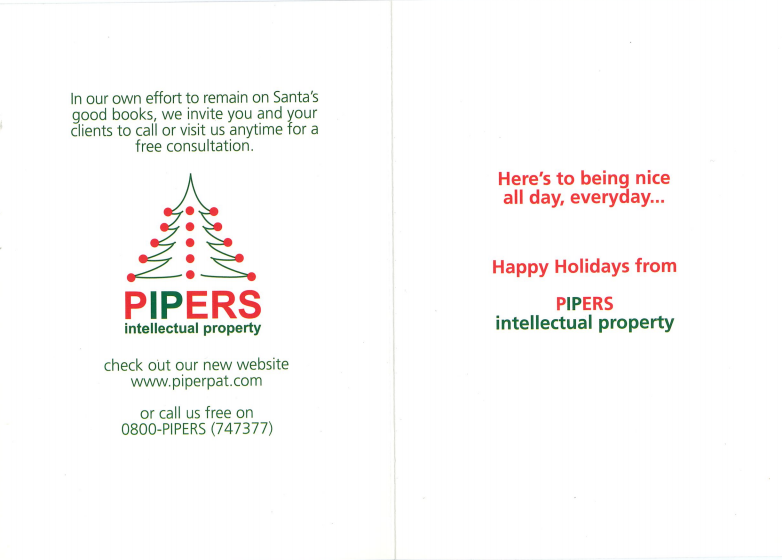 In our own effort to remain on Santa's
good books, we invite you and your
clients to call or visit us anytime for a
free consultation.
PIPERS
intellectual property
check out our new website
www.piperpat.com
or call us free on
0800-PIPERS (747377)
Here's to being nice
all day, everyday...
Happy Holidays from
PIPERS
intellectual property